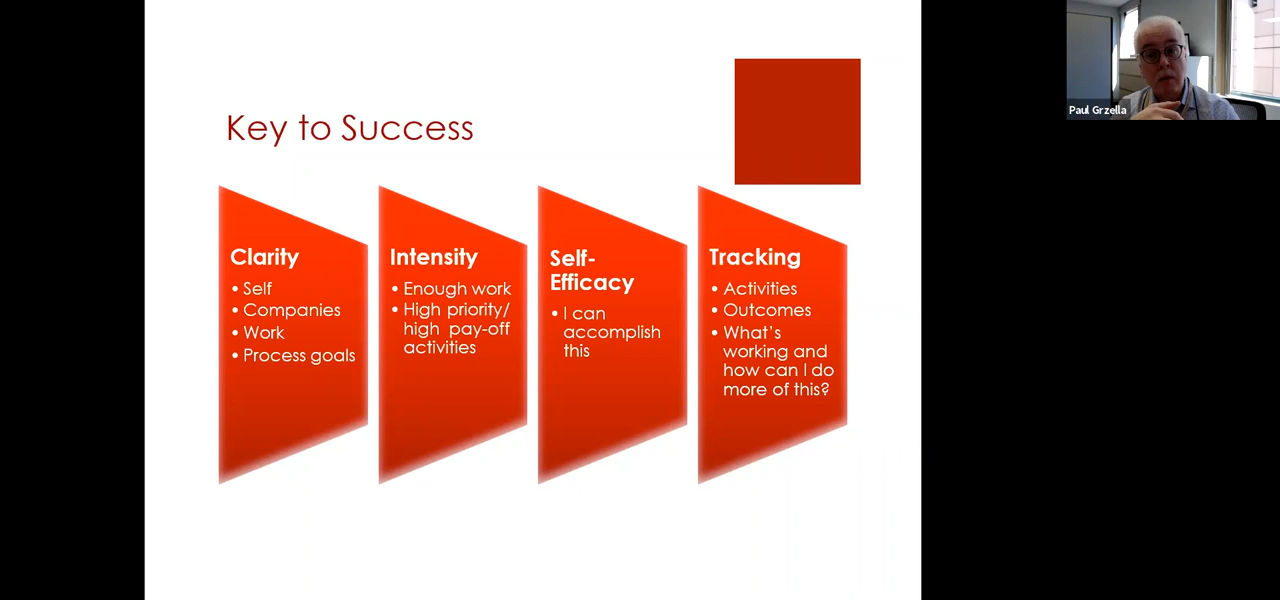 Key to Success
Clarity
• Self
• Companies
• Work
• Process goals
Intensity
• Enough work
• High priority/
high pay-off
activities
Self-
Efficacy
• I can
accomplish
this
Tracking
• Activities
• Outcomes
• What's
working and
how can I do
more of this?
Paul Grzella